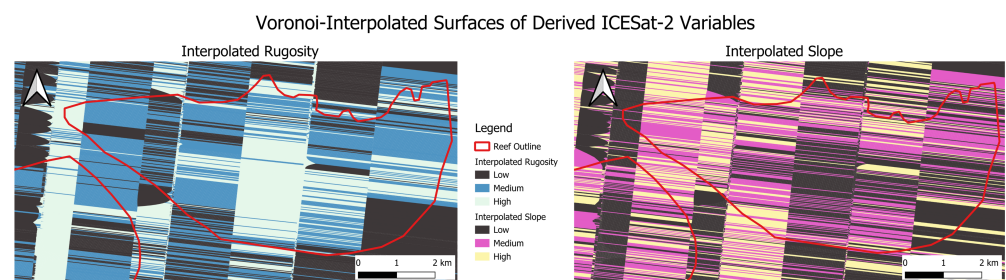 Voronoi-Interpolated Surfaces of Derived ICESat-2 Variables
Interpolated Rugosity
Interpolated Slope
Legend
Reef Outline
Interpolated Rugosity
Low
Medium
High
Interpolated Slope
Low
Medium
High
0 1 2 km
0 1 2 km